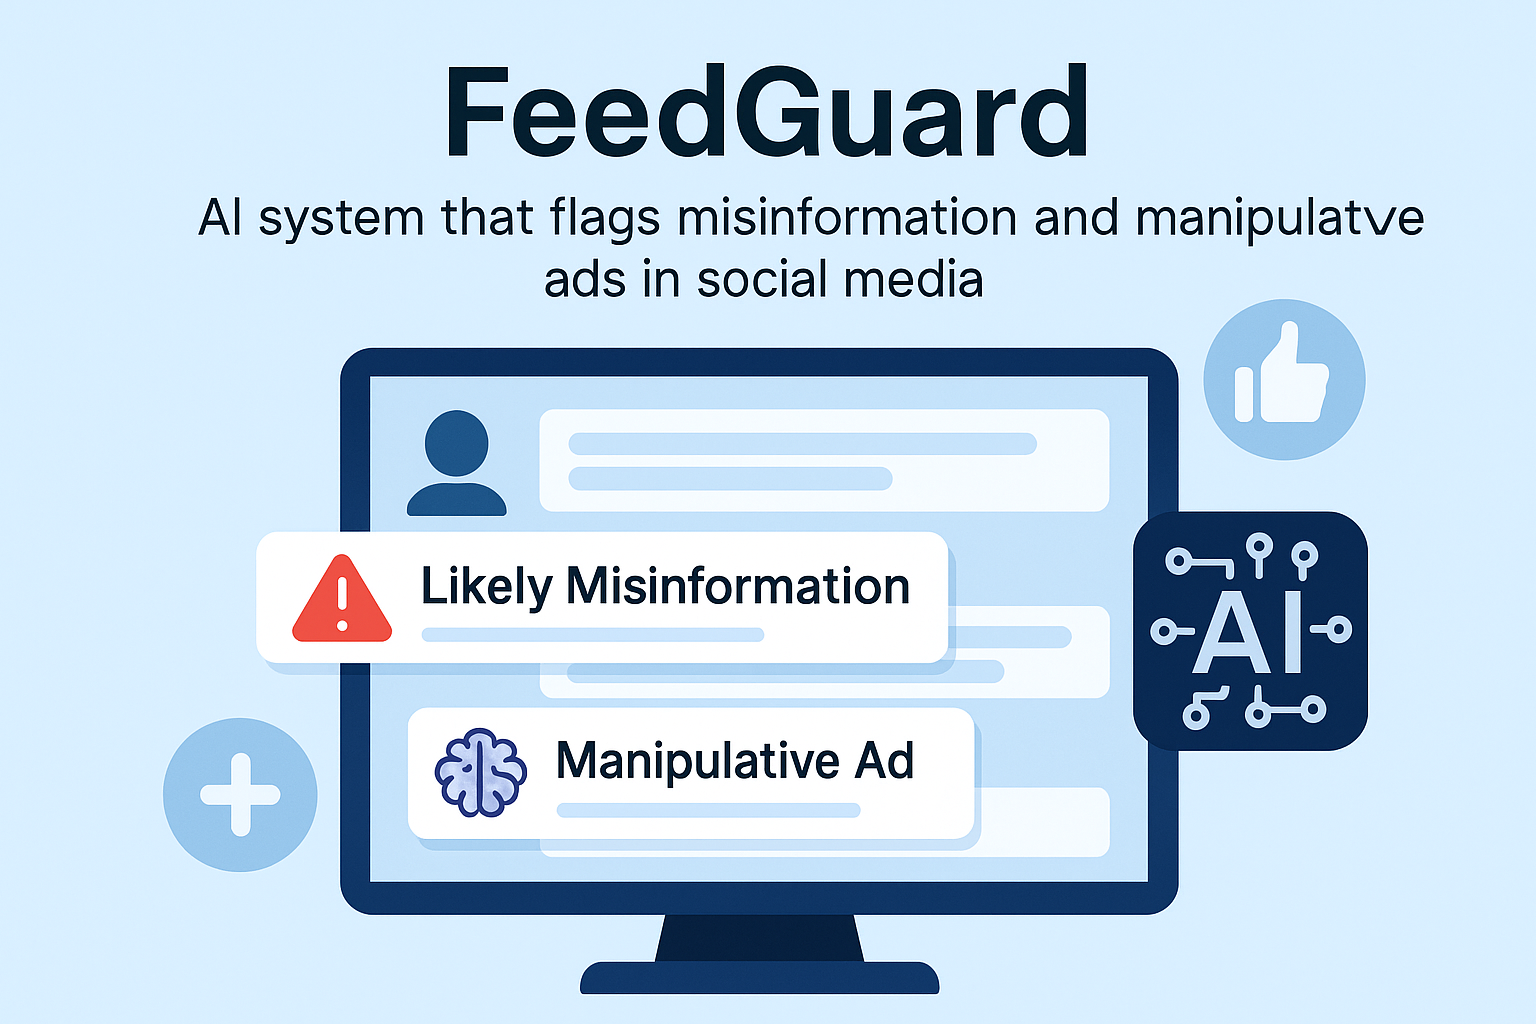 FeedGuard
AI system that flags misinformation and manipulatve
ads in social media
Likely Misinformation
AI
Manipulative Ad